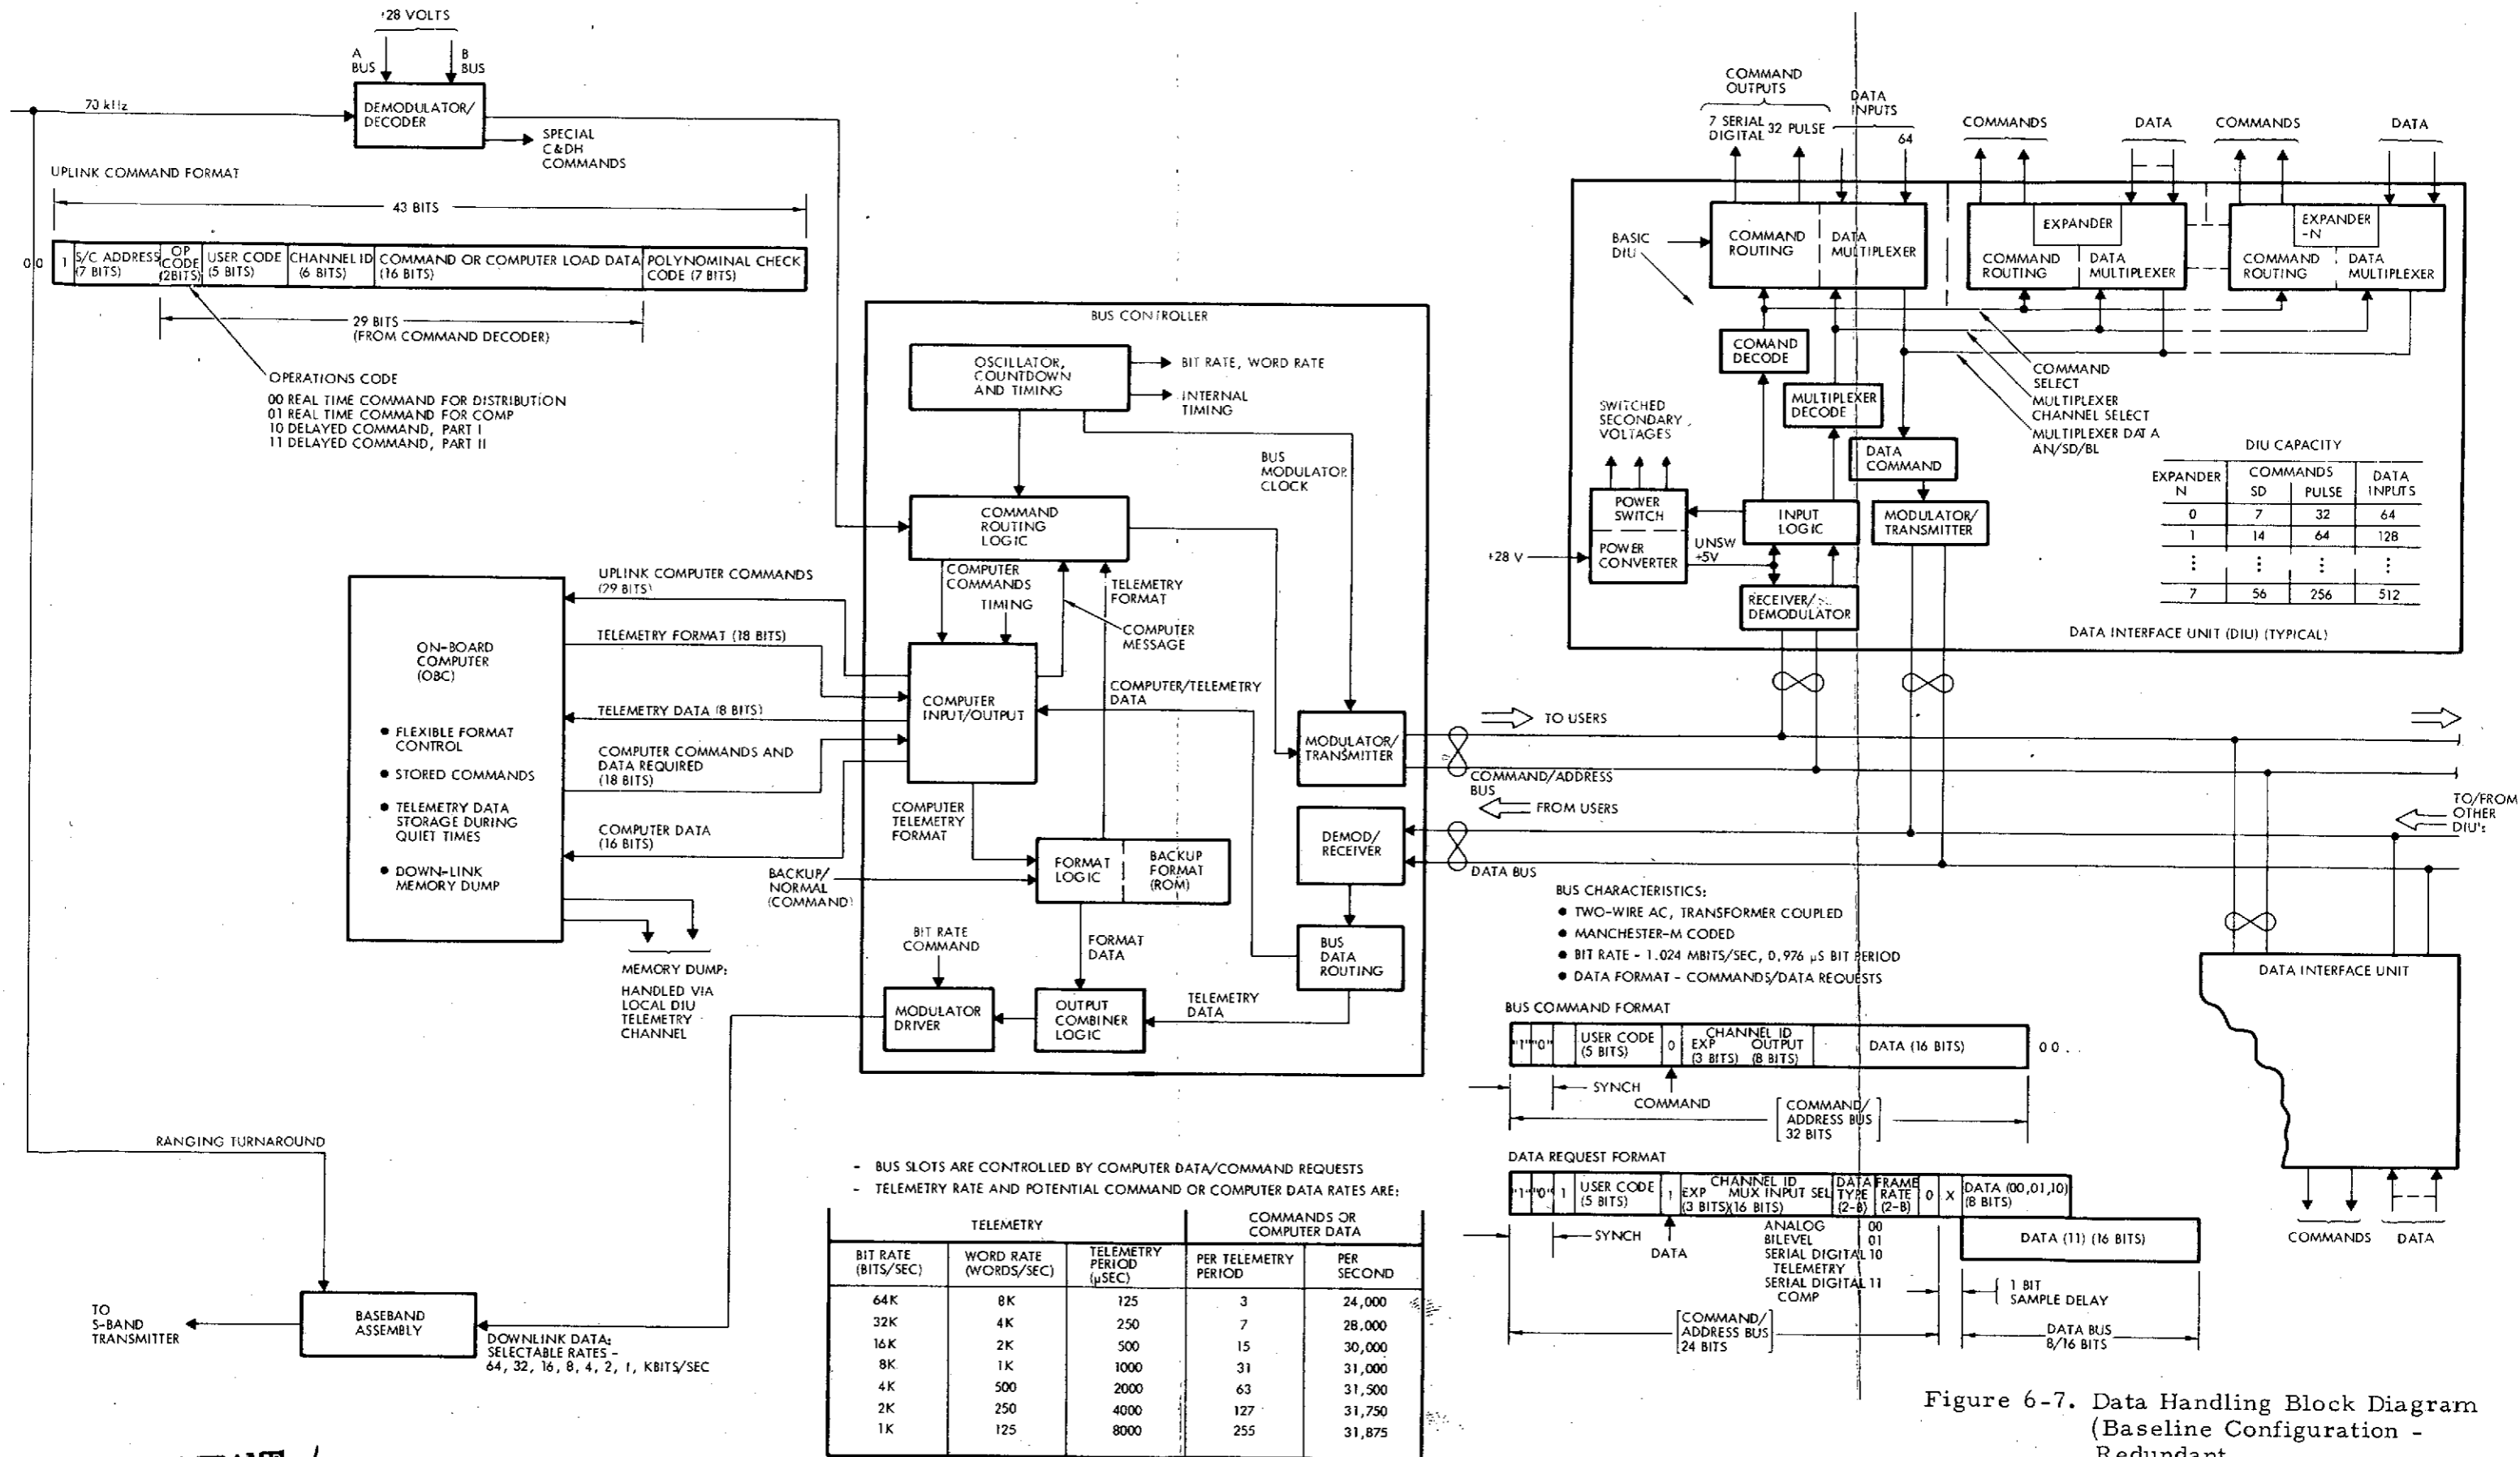 +28 VOLTS
A BUS
B BUS
70 kHz
DEMODULATOR/
DECODER
SPECIAL
C&DH
COMMANDS
UPLINK COMMAND FORMAT
43 BITS
0 0
1
S/C ADDRESS
(7 BITS)
OP
CODE
(2BITS)
USER CODE
(5 BITS)
CHANNEL ID
(6 BITS)
COMMAND OR COMPUTER LOAD DATA
(16 BITS)
POLYNOMINAL CHECK
CODE (7 BITS)
29 BITS
(FROM COMMAND DECODER)
OPERATIONS CODE
00 REAL TIME COMMAND FOR DISTRIBUTION
01 REAL TIME COMMAND FOR COMP
10 DELAYED COMMAND, PART I
11 DELAYED COMMAND, PART II
BUS CONTROLLER
OSCILLATOR,
COUNTDOWN
AND TIMING
BIT RATE, WORD RATE
INTERNAL
TIMING
BUS
MODULATOR
CLOCK
COMMAND
ROUTING
LOGIC
COMPUTER
COMMANDS
TIMING
TELEMETRY
FORMAT
COMPUTER
MESSAGE
COMPUTER
INPUT/OUTPUT
COMPUTER/TELEMETRY
DATA
COMPUTER
TELEMETRY
FORMAT
FORMAT
LOGIC
BACKUP
FORMAT
(ROM)
BACKUP/
NORMAL
(COMMAND)
BIT RATE
COMMAND
FORMAT
DATA
MODULATOR
DRIVER
OUTPUT
COMBINER
LOGIC
TELEMETRY
DATA
MODULATOR/
TRANSMITTER
DEMOD/
RECEIVER
BUS
DATA
ROUTING
ON-BOARD
COMPUTER
(OBC)
• FLEXIBLE FORMAT
CONTROL
• STORED COMMANDS
• TELEMETRY DATA
STORAGE DURING
QUIET TIMES
• DOWN-LINK
MEMORY DUMP
UPLINK COMPUTER COMMANDS
(29 BITS)
TELEMETRY FORMAT (18 BITS)
TELEMETRY DATA (8 BITS)
COMPUTER COMMANDS AND
DATA REQUIRED
(18 BITS)
COMPUTER DATA
(16 BITS)
MEMORY DUMP:
HANDLED VIA
LOCAL DIU
TELEMETRY
CHANNEL
RANGING TURNAROUND
TO
S-BAND
TRANSMITTER
BASEBAND
ASSEMBLY
DOWNLINK DATA:
SELECTABLE RATES -
64, 32, 16, 8, 4, 2, 1, KBITS/SEC
- BUS SLOTS ARE CONTROLLED BY COMPUTER DATA/COMMAND REQUESTS
- TELEMETRY RATE AND POTENTIAL COMMAND OR COMPUTER DATA RATES ARE:
TELEMETRY
COMMANDS OR
COMPUTER DATA
BIT RATE
(BITS/SEC)
WORD RATE
(WORDS/SEC)
TELEMETRY
PERIOD
(μSEC)
PER TELEMETRY
PERIOD
PER
SECOND
64K 8K 125 3 24,000
32K 4K 250 7 28,000
16K 2K 500 15 30,000
8K 1K 1000 31 31,000
4K 500 2000 63 31,500
2K 250 4000 127 31,750
1K 125 8000 255 31,875
COMMAND
OUTPUTS
7 SERIAL
DIGITAL
32 PULSE
DATA
INPUTS
64
COMMANDS
DATA
COMMANDS
DATA
BASIC
DIU
COMMAND
ROUTING
DATA
MULTIPLEXER
EXPANDER
COMMAND
ROUTING
DATA
MULTIPLEXER
EXPANDER
-N
COMMAND
ROUTING
DATA
MULTIPLEXER
COMAND
DECODE
MULTIPLEXER
DECODE
SWITCHED
SECONDARY
VOLTAGES
DATA
COMMAND
COMMAND
SELECT
MULTIPLEXER
CHANNEL SELECT
MULTIPLEXER DATA
AN/SD/BL
POWER
SWITCH
POWER
CONVERTER
+28 V
UNSW
+5V
INPUT
LOGIC
MODULATOR/
TRANSMITTER
RECEIVER/
DEMODULATOR
DIU CAPACITY
EXPANDER
N
COMMANDS
SD PULSE
DATA
INPUTS
0 7 32 64
1 14 64 128
⋮ ⋮ ⋮ ⋮
7 56 256 512
DATA INTERFACE UNIT (DIU) (TYPICAL)
TO USERS
COMMAND/ADDRESS
BUS
FROM USERS
DATA BUS
TO/FROM
OTHER
DIU's
BUS CHARACTERISTICS:
• TWO-WIRE AC, TRANSFORMER COUPLED
• MANCHESTER-M CODED
• BIT RATE - 1.024 MBITS/SEC, 0,976 μS BIT PERIOD
• DATA FORMAT - COMMANDS/DATA REQUESTS
BUS COMMAND FORMAT
"1" "0"
USER CODE
(5 BITS)
0
CHANNEL ID
EXP OUTPUT
(3 BITS) (8 BITS)
DATA (16 BITS)
0 0 . .
SYNCH
COMMAND
COMMAND/
ADDRESS BUS
32 BITS
DATA REQUEST FORMAT
"1" "0" 1
USER CODE
(5 BITS)
1
CHANNEL ID
EXP MUX INPUT SEL
(3 BITS)(16 BITS)
DATA
TYPE
(2-B)
FRAME
RATE
(2-B)
0
X
DATA (00,01,10)
(8 BITS)
SYNCH
DATA
ANALOG 00
BILEVEL 01
SERIAL DIGITAL 10
TELEMETRY
SERIAL DIGITAL 11
COMP
DATA (11) (16 BITS)
1 BIT
SAMPLE DELAY
COMMAND/
ADDRESS BUS
24 BITS
DATA BUS
8/16 BITS
DATA INTERFACE UNIT
COMMANDS
DATA
Figure 6-7. Data Handling Block Diagram
(Baseline Configuration -
Redundant